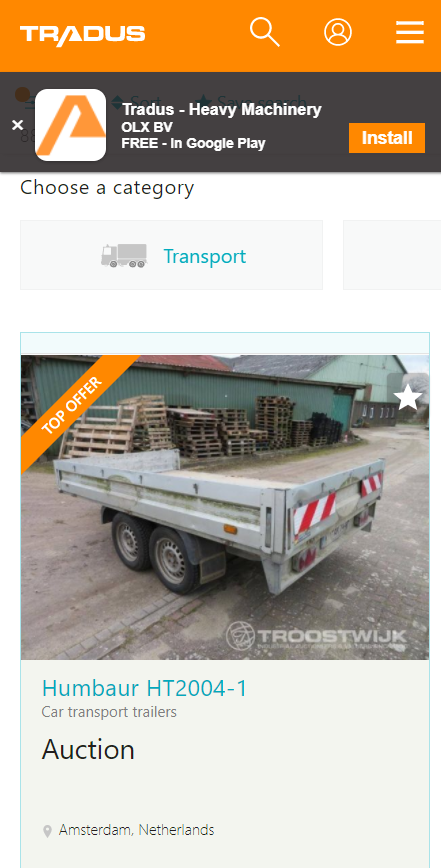 TRADUS
Tradus - Heavy Machinery
OLX BV
FREE - In Google Play
Install
Choose a category
Transport
TOP OFFER
TROOSTWIJK
Humbaur HT2004-1
Car transport trailers
Auction
Amsterdam, Netherlands